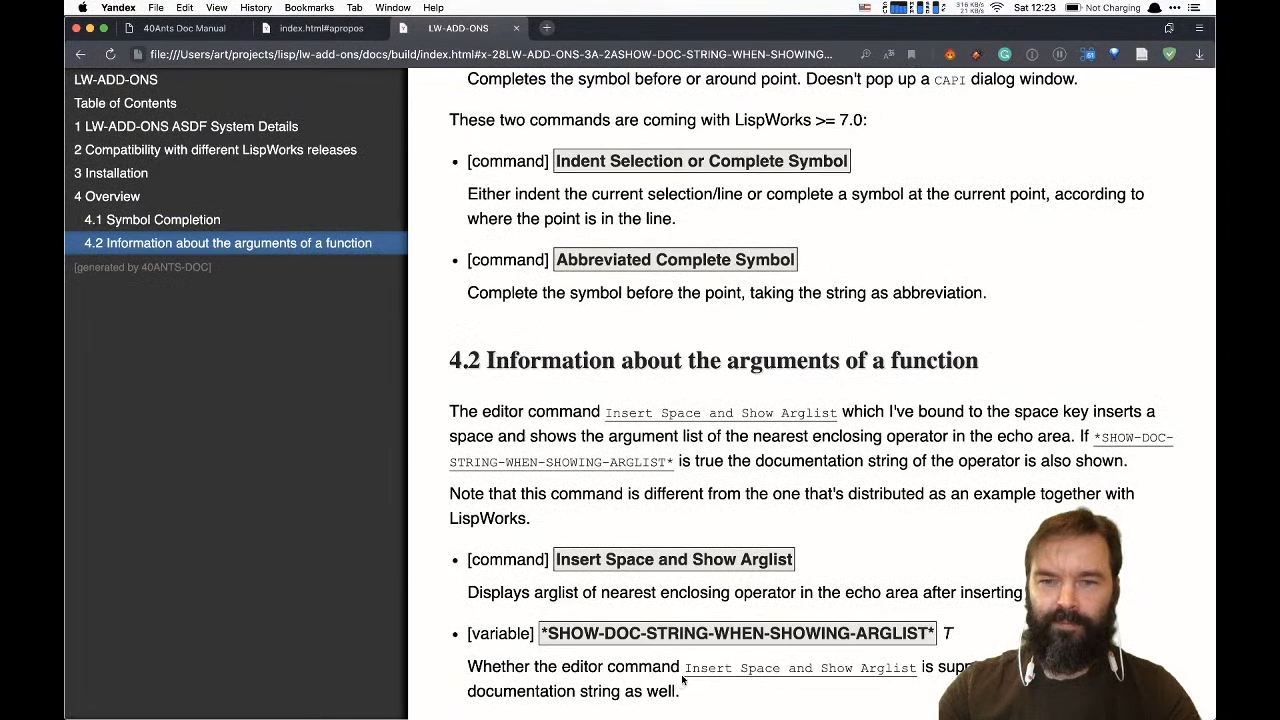 Yandex File Edit View History Bookmarks Tab Window Help
316 KB/s
21 KB/s
Sat 12:23
Not Charging
40Ants Doc Manual
index.html#apropos
LW-ADD-ONS
file:///Users/art/projects/lisp/lw-add-ons/docs/build/index.html#x-28LW-ADD-ONS-3A-2ASHOW-DOC-STRING-WHEN-SHOWING...
LW-ADD-ONS
Table of Contents
1 LW-ADD-ONS ASDF System Details
2 Compatibility with different LispWorks releases
3 Installation
4 Overview
4.1 Symbol Completion
4.2 Information about the arguments of a function
[generated by 40ANTS-DOC]
Completes the symbol before or around point. Doesn't pop up a CAPI dialog window.
These two commands are coming with LispWorks >= 7.0:
• [command] Indent Selection or Complete Symbol
Either indent the current selection/line or complete a symbol at the current point, according to
where the point is in the line.
• [command] Abbreviated Complete Symbol
Complete the symbol before the point, taking the string as abbreviation.
4.2 Information about the arguments of a function
The editor command Insert Space and Show Arglist which I've bound to the space key inserts a
space and shows the argument list of the nearest enclosing operator in the echo area. If *SHOW-DOC-
STRING-WHEN-SHOWING-ARGLIST* is true the documentation string of the operator is also shown.
Note that this command is different from the one that's distributed as an example together with
LispWorks.
• [command] Insert Space and Show Arglist
Displays arglist of nearest enclosing operator in the echo area after inserting
• [variable] *SHOW-DOC-STRING-WHEN-SHOWING-ARGLIST* T
Whether the editor command Insert Space and Show Arglist is
documentation string as well.